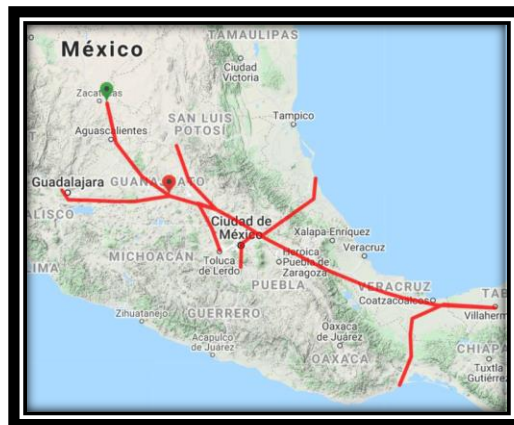 TAMAULIPAS
México
Ciudad
Victoria
Zacatecas
Tampico
SAN LUIS
POTOSÍ
Aguascalientes
Guadalajara
GUANAJUATO
JALISCO
Ciudad de
México
Xalapa-Enríquez
Veracruz
Toluca
de Lerdo
Heroica
Puebla de
Zaragoza
MICHOACÁN
PUEBLA
VERACRUZ
Coatzacoalcos
TAB
Villaherm
Zihuatanejo
GUERRERO
Oaxaca
de Juárez
Acapulco
de Juárez
OAXACA
CHIAP
Tuxtla
Gutiérrez